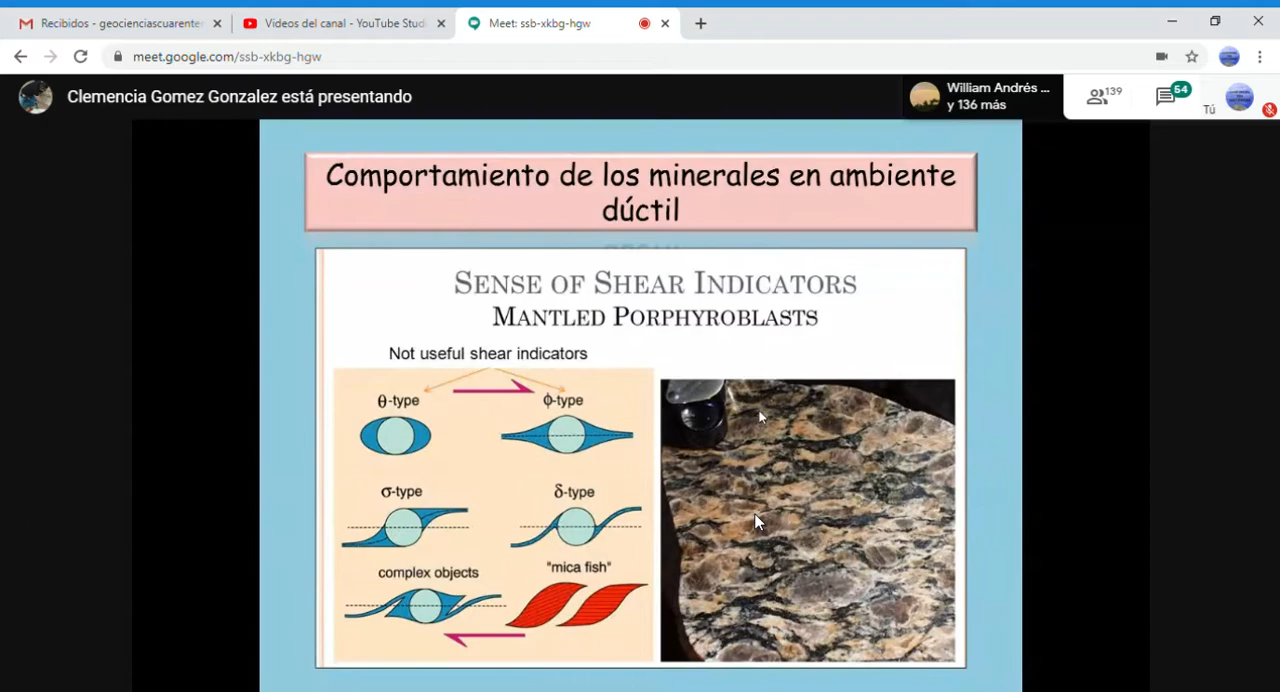 Recibidos - geocienciascuarente
Videos del canal - YouTube Studi
Meet: ssb-xkbg-hgw
meet.google.com/ssb-xkbg-hgw
Clemencia Gomez Gonzalez está presentando
William Andrés ...
y 136 más
139
54
Tú
Comportamiento de los minerales en ambiente
dúctil
SENSE OF SHEAR INDICATORS
MANTLED PORPHYROBLASTS
Not useful shear indicators
θ-type
ϕ-type
σ-type
δ-type
complex objects
"mica fish"